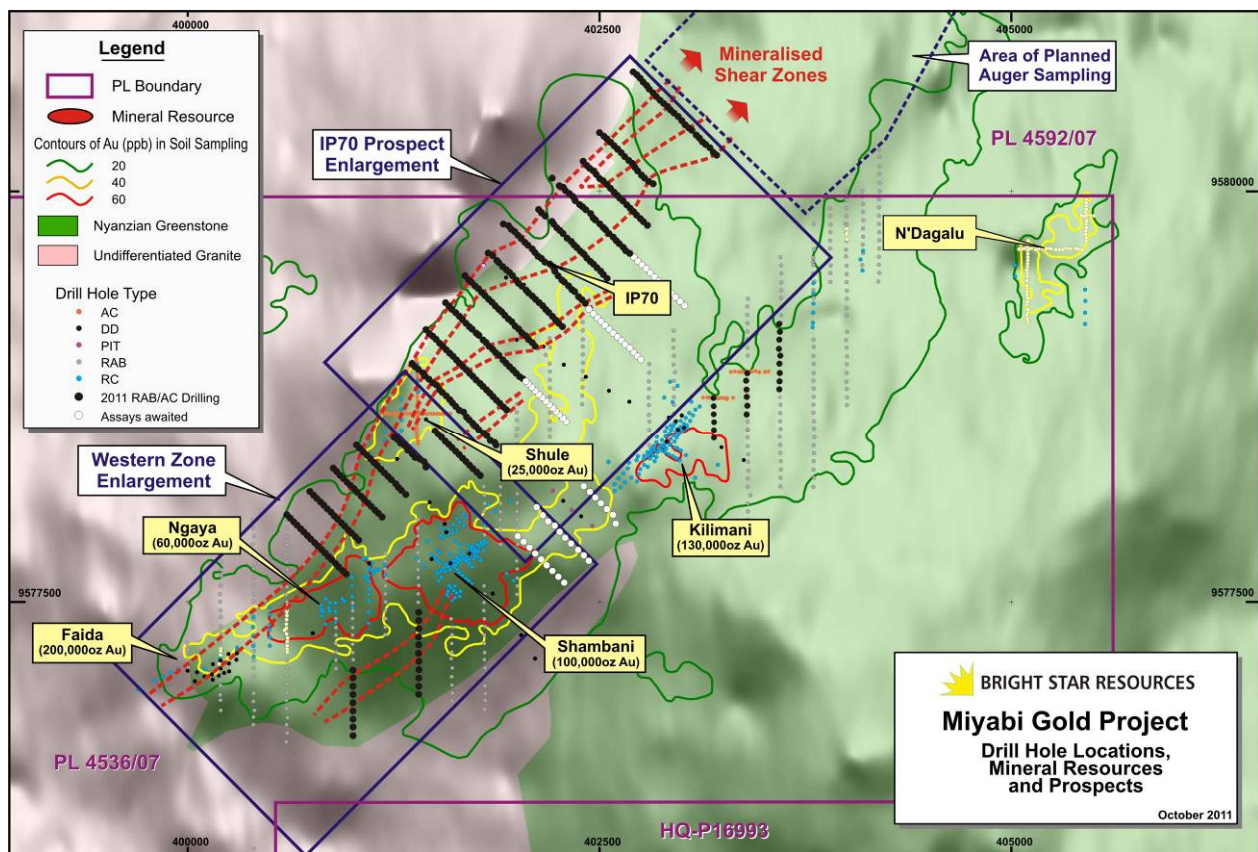 400000
402500
405000
Legend
PL Boundary
Mineral Resource
Contours of Au (ppb) in Soil Sampling
20
40
60
Nyanzian Greenstone
Undifferentiated Granite
Drill Hole Type
AC
DD
PIT
RAB
RC
2011 RAB/AC Drilling
Assays awaited
Mineralised
Shear Zones
Area of Planned
Auger Sampling
IP70 Prospect
Enlargement
PL 4592/07
9580000
N'Dagalu
IP70
Western Zone
Enlargement
Shule
(25,000oz Au)
Ngaya
(60,000oz Au)
Kilimani
(130,000oz Au)
9577500
9577500
Faida
(200,000oz Au)
Shambani
(100,000oz Au)
PL 4536/07
HQ-P16993
BRIGHT STAR RESOURCES
Miyabi Gold Project
Drill Hole Locations,
Mineral Resources
and Prospects
October 2011
400000
402500
405000